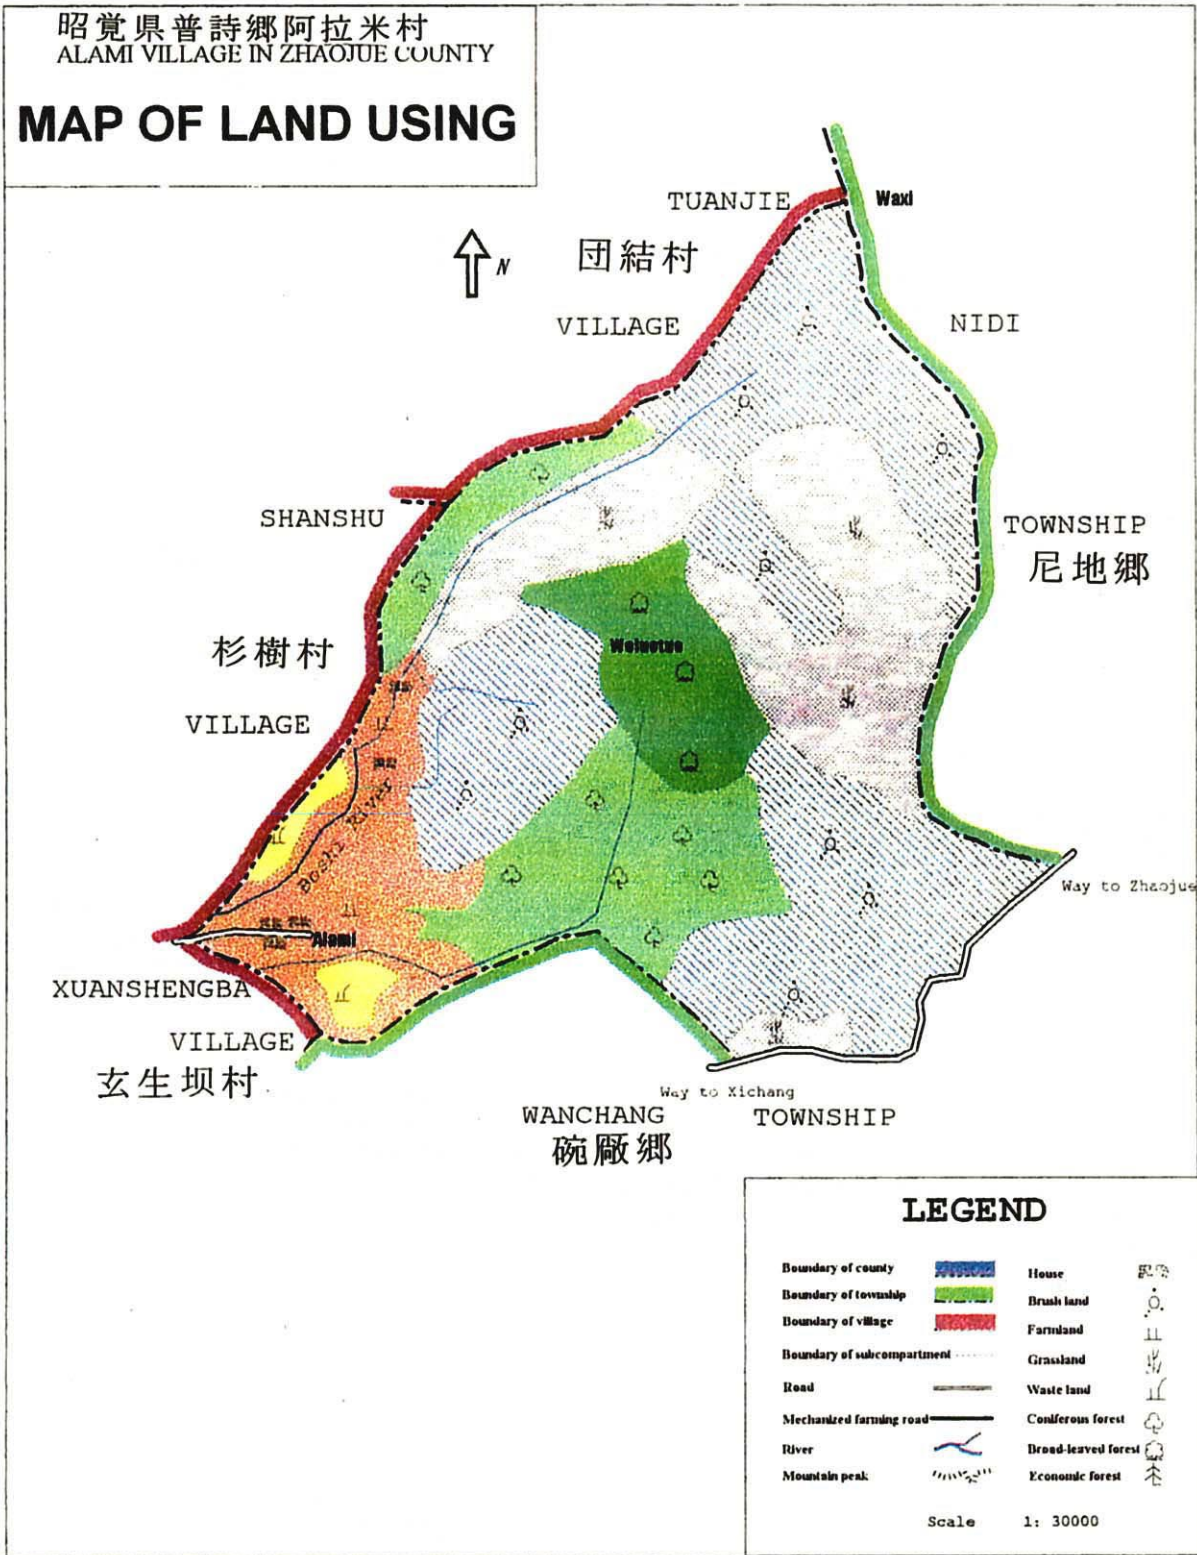 昭覚県普詩郷阿拉米村
ALAMI VILLAGE IN ZHAOJUE COUNTY
MAP OF LAND USING
TUANJIE
Waxi
団結村
N
VILLAGE
NIDI
SHANSHU
TOWNSHIP
尼地郷
杉樹村
VILLAGE
River
Alami
Way to Zhaojue
XUANSHENGBA
VILLAGE
玄生坝村
Way to Xichang
WANCHANG TOWNSHIP
碗厰郷
LEGEND
Boundary of county
Boundary of township
Boundary of village
Boundary of subcompartment
Road
Mechanized farming road
River
Mountain peak
House
Brush land
Farmland
Grassland
Waste land
Coniferous forest
Broad-leaved forest
Economic forest
Scale 1: 30000